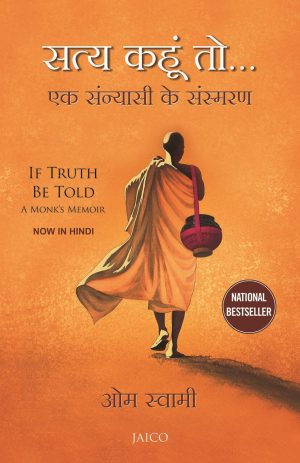 सत्य कहूं तो...
एक संन्यासी के संस्मरण
IF TRUTH
BE TOLD
A MONK'S MEMOIR
NOW IN HINDI
NATIONAL
BESTSELLER
ओम स्वामी
JAICO